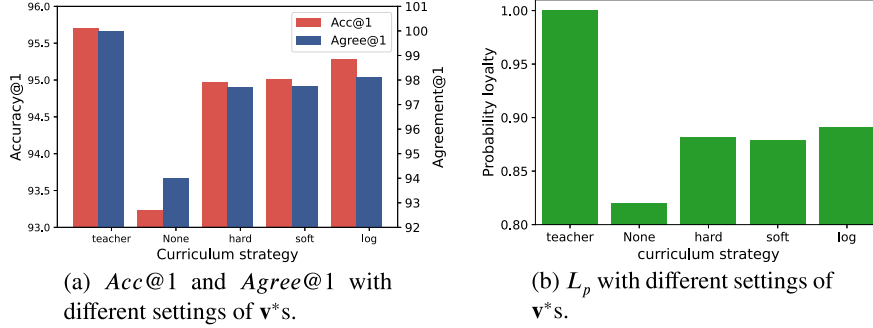 96.0
95.5
95.0
94.5
94.0
93.5
93.0
Accuracy@1
Acc@1
Agree@1
100
99
98
97
96
95
94
93
92
Agreement@1
teacher None hard soft log
Curriculum strategy
(a) Acc@1 and Agree@1 with
different settings of v*s.
1.00
0.95
0.90
0.85
0.80
Probability loyalty
teacher None hard soft log
curriculum strategy
(b) Lp with different settings of
v*s.